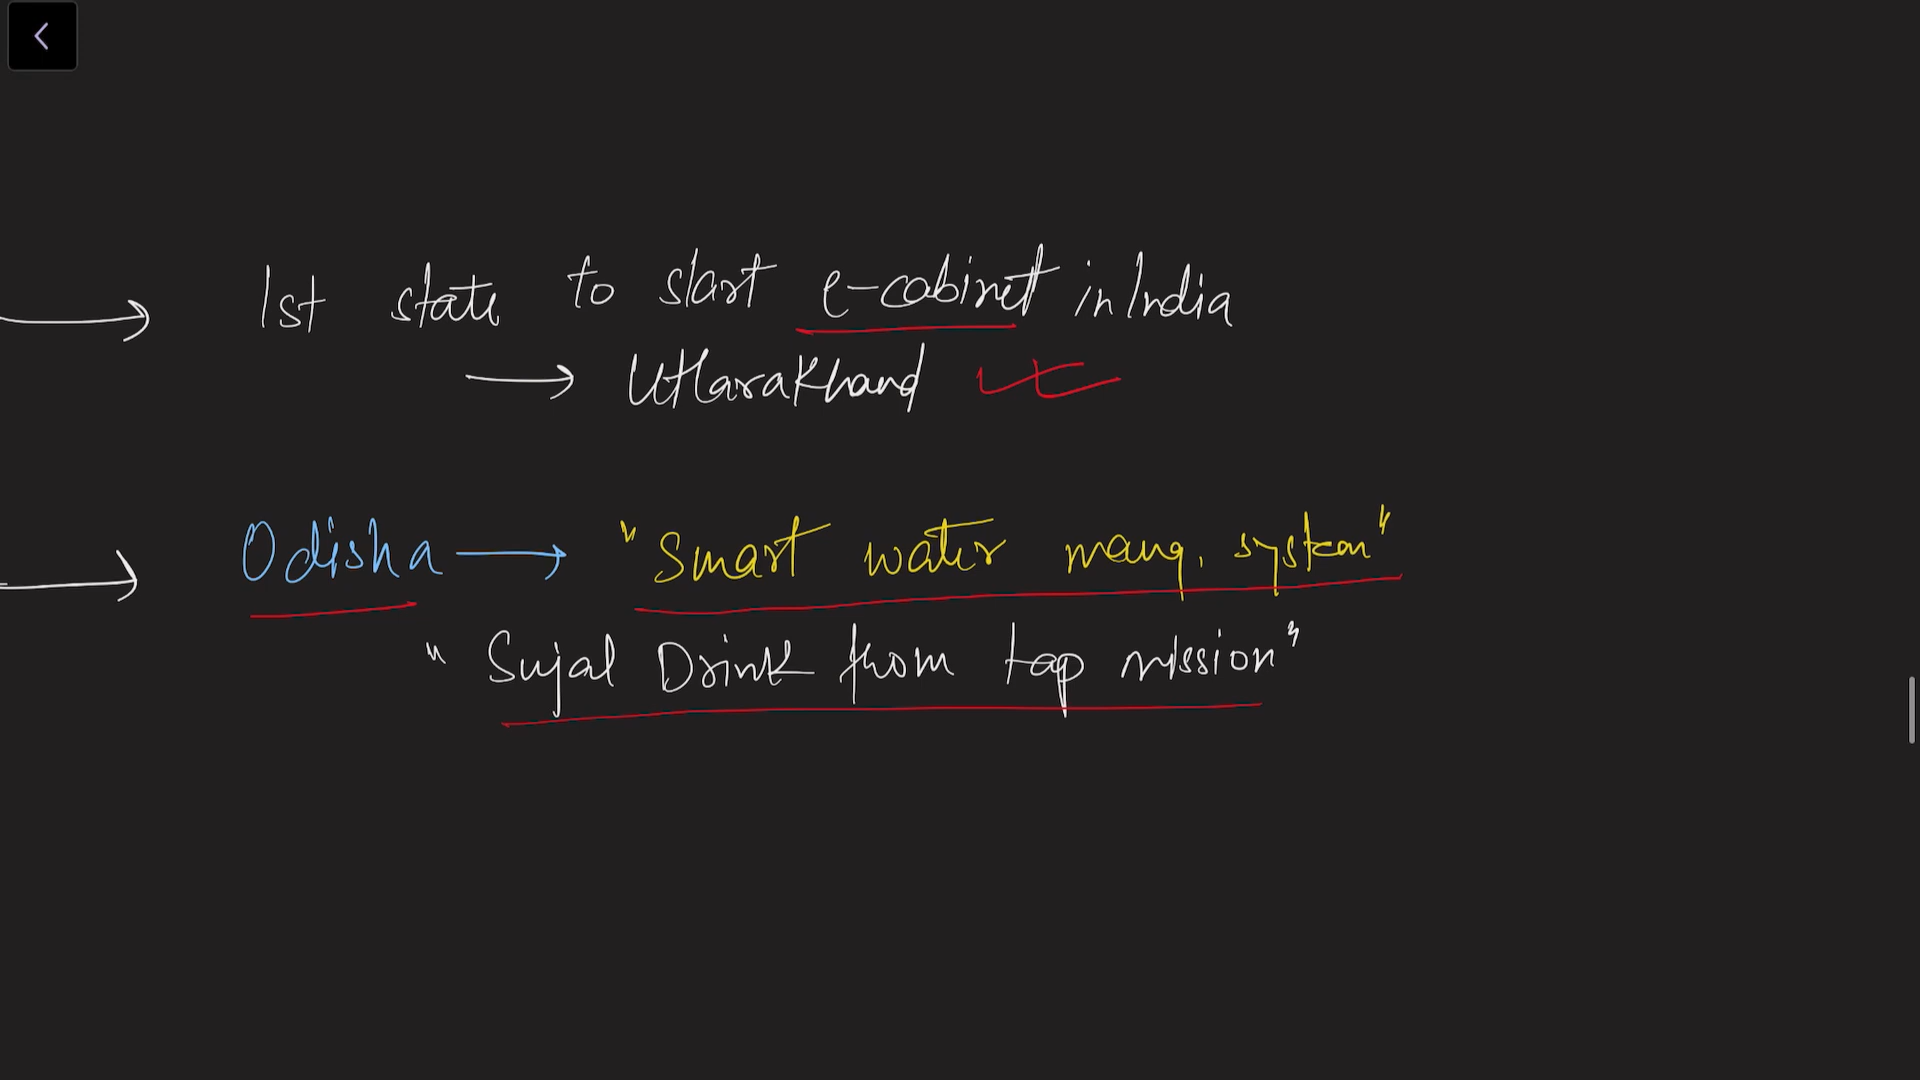 → 1st state to start e-cabinet in India
→ Uttarakhand
→ Odisha → "Smart water mang. system"
"Sujal Drink from tap mission"